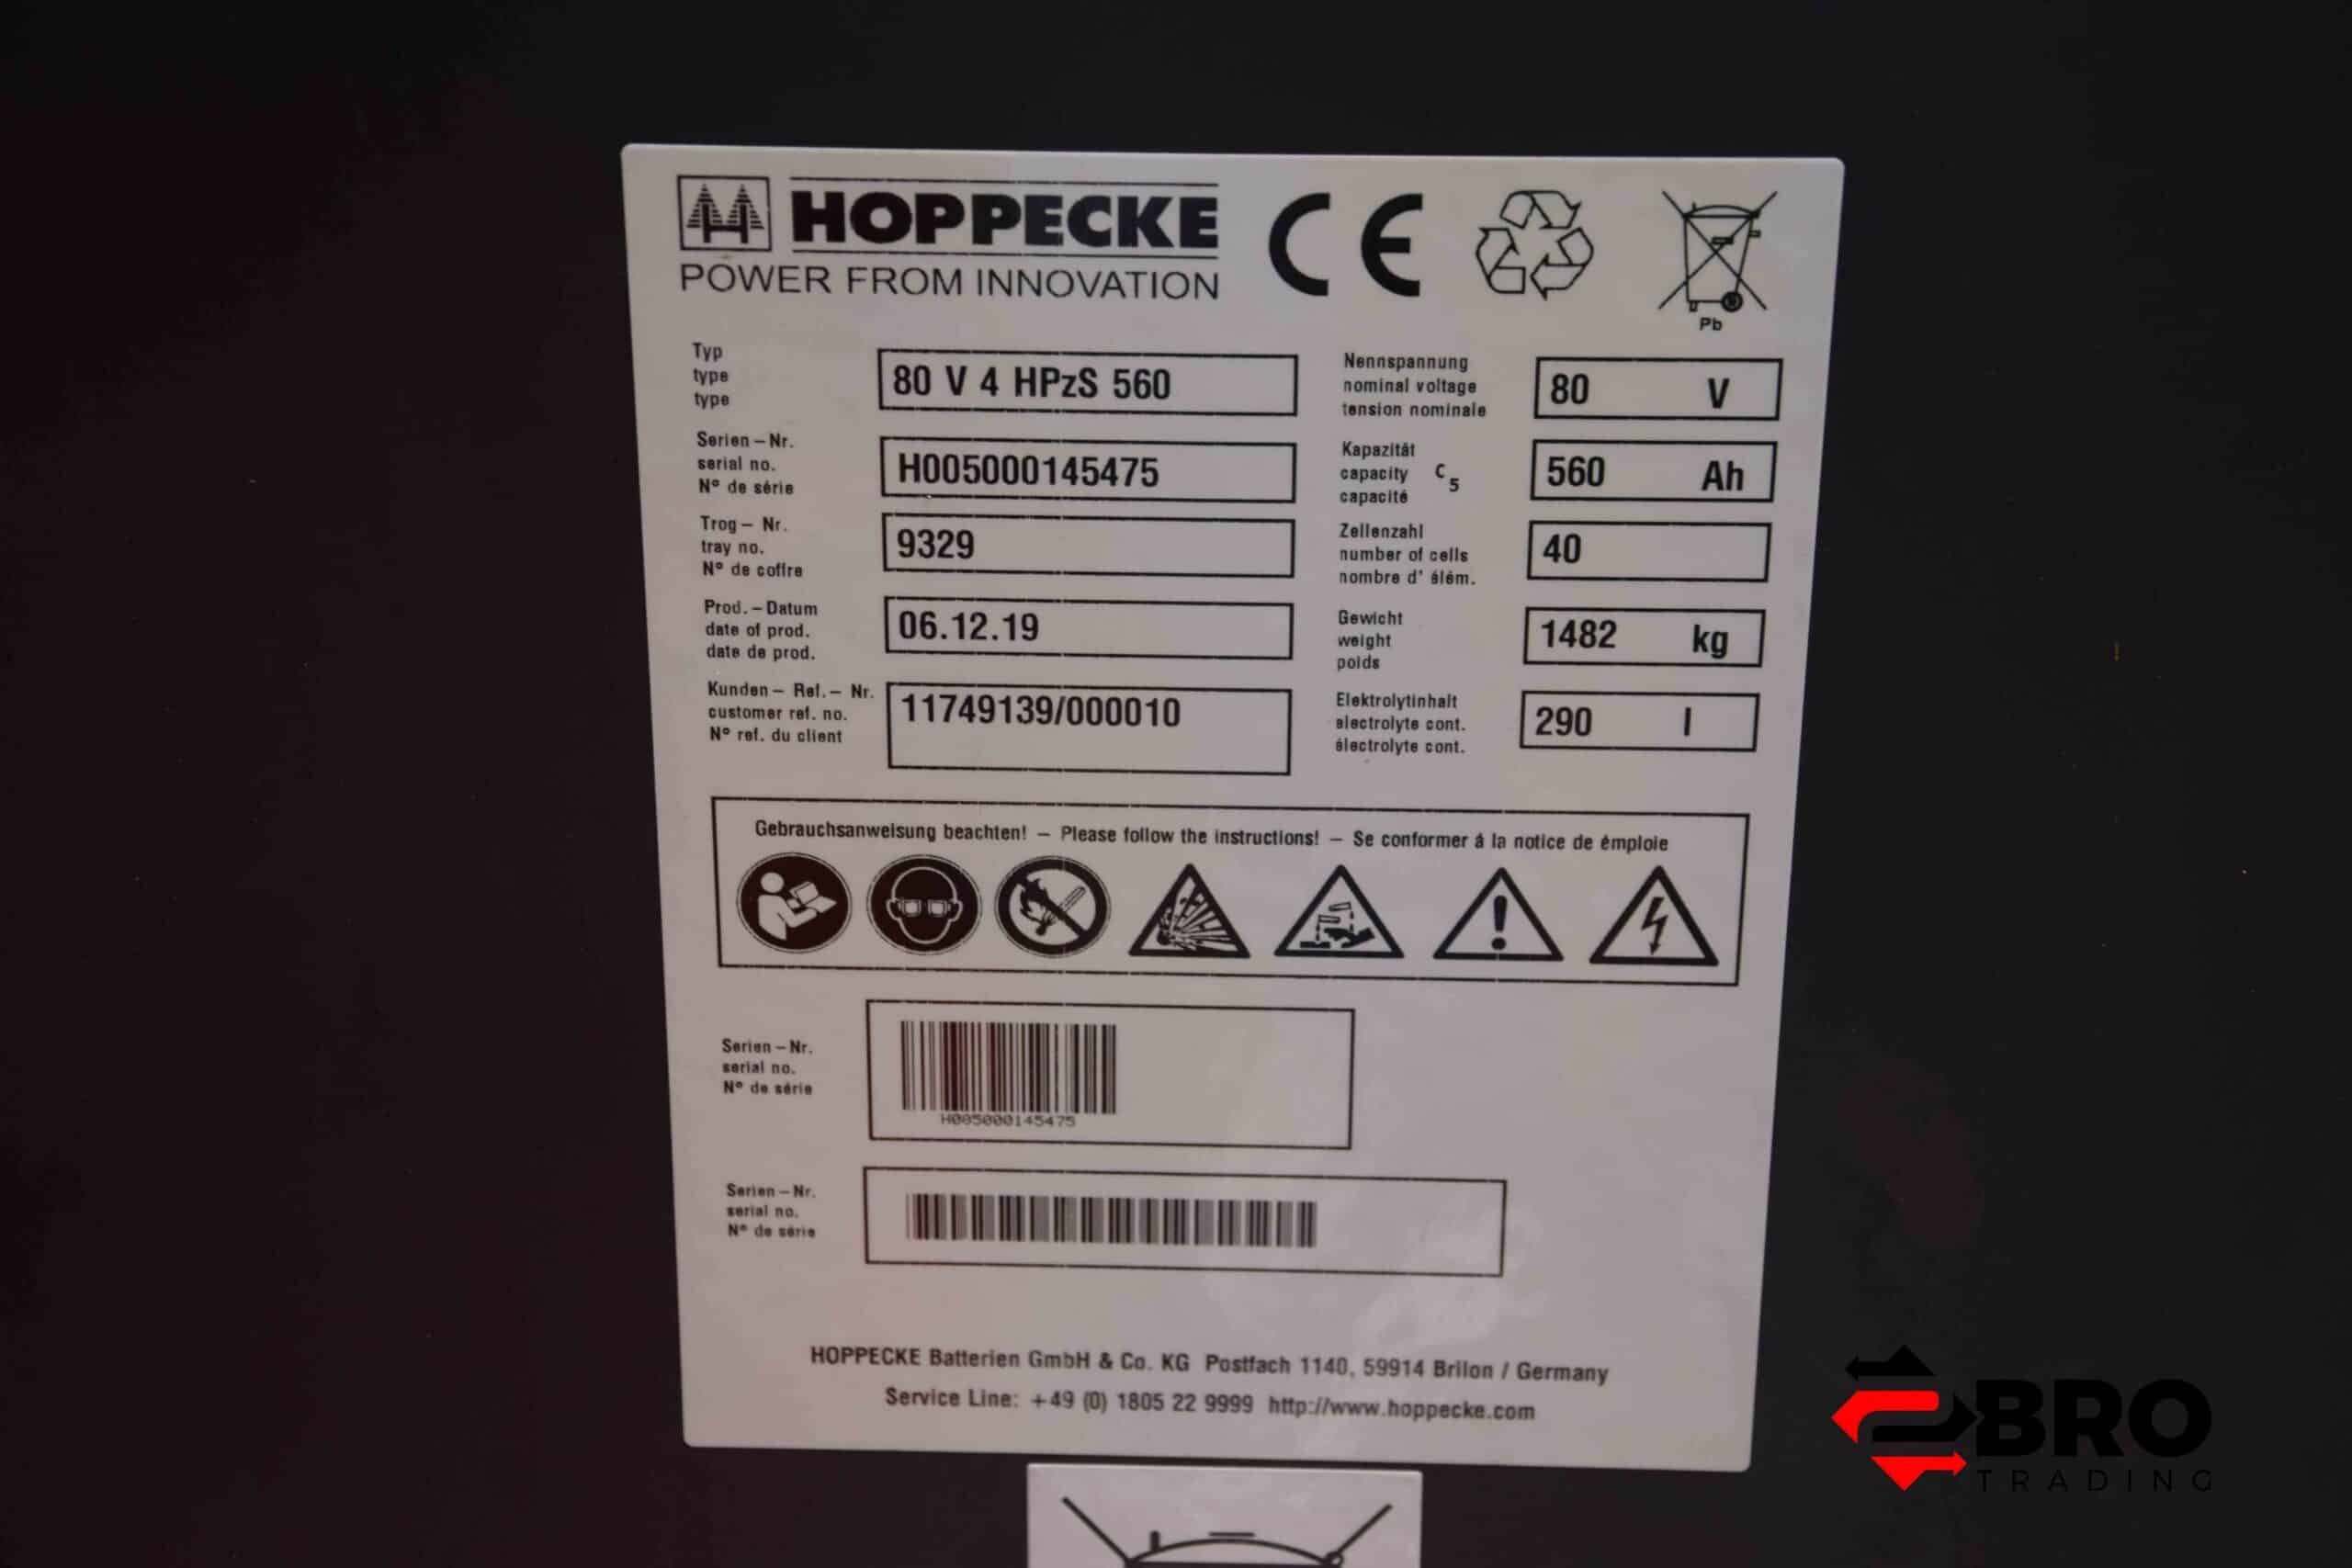 HOPPECKE
POWER FROM INNOVATION
CE
Pb
Typ
type
type
80 V 4 HPzS 560
Nennspannung
nominal voltage
tension nominale
80 V
Serien – Nr.
serial no.
N° de série
H005000145475
Kapazität
capacity C5
capacité
560 Ah
Trog – Nr.
tray no.
N° de coffre
9329
Zellenzahl
number of cells
nombre d' élém.
40
Prod. – Datum
date of prod.
date de prod.
06.12.19
Gewicht
weight
poids
1482 kg
Kunden – Ref. – Nr.
customer ref. no.
N° ref. du client
11749139/000010
Elektrolytinhalt
electrolyte cont.
électrolyte cont.
290 l
Gebrauchsanweisung beachten! – Please follow the instructions! – Se conformer á la notice de émploie
Serien – Nr.
serial no.
N° de série
H005000145475
Serien – Nr.
serial no.
N° de série
HOPPECKE Batterien GmbH & Co. KG Postfach 1140, 59914 Brilon / Germany
Service Line: +49 (0) 1805 22 9999 http://www.hoppecke.com
2BRO
TRADING